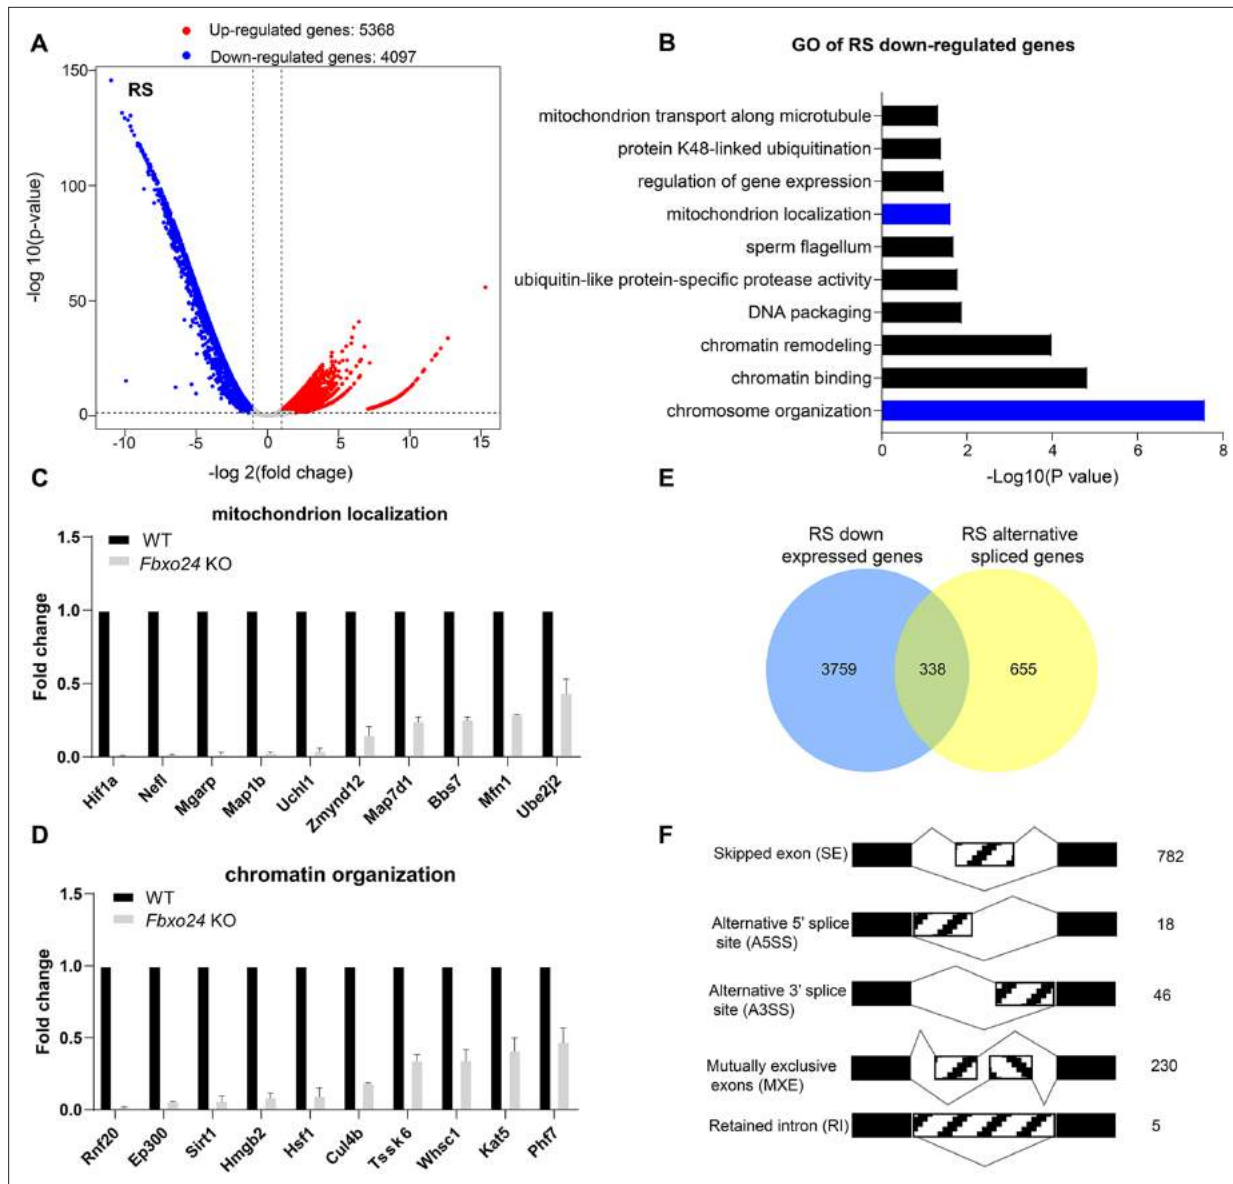 A
Up-regulated genes: 5368
Down-regulated genes: 4097
150
100
50
0
-log 10(p-value)
RS
-10
-5
0
5
10
15
-log 2(fold chage)
B
GO of RS down-regulated genes
mitochondrion transport along microtubule
protein K48-linked ubiquitination
regulation of gene expression
mitochondrion localization
sperm flagellum
ubiquitin-like protein-specific protease activity
DNA packaging
chromatin remodeling
chromatin binding
chromosome organization
0
2
4
6
8
-Log10(P value)
C
mitochondrion localization
WT
Fbxo24 KO
1.5
1.0
0.5
0.0
Fold change
Hif1a
Nefl
Mgarp
Map1b
Uchl1
Zmynd12
Map7d1
Bbs7
Mfn1
Ube2j2
D
chromatin organization
WT
Fbxo24 KO
1.5
1.0
0.5
0.0
Fold change
Rnf20
Ep300
Sirt1
Hmgb2
Hsf1
Cul4b
Tssk6
Whsc1
Kat5
Phf7
E
RS down
expressed genes
RS alternative
spliced genes
3759
338
655
F
Skipped exon (SE)
782
Alternative 5' splice
site (A5SS)
18
Alternative 3' splice
site (A3SS)
46
Mutually exclusive
exons (MXE)
230
Retained intron (RI)
5